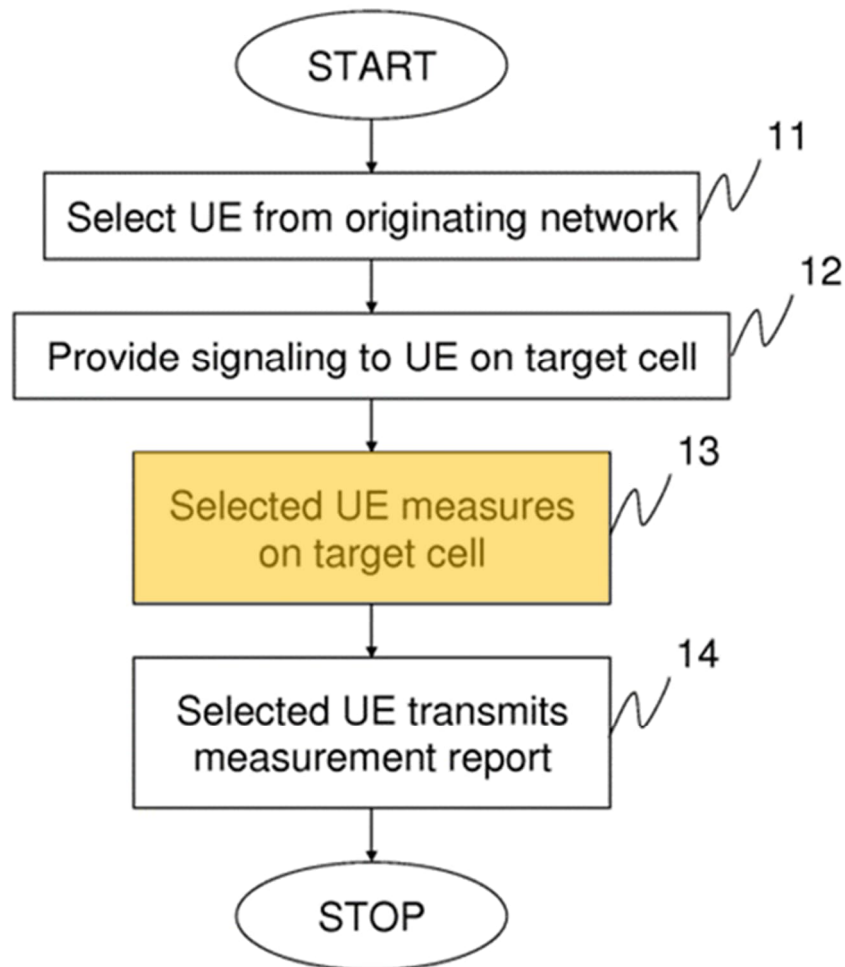 START
11
Select UE from originating network
12
Provide signaling to UE on target cell
13
Selected UE measures
on target cell
14
Selected UE transmits
measurement report
STOP